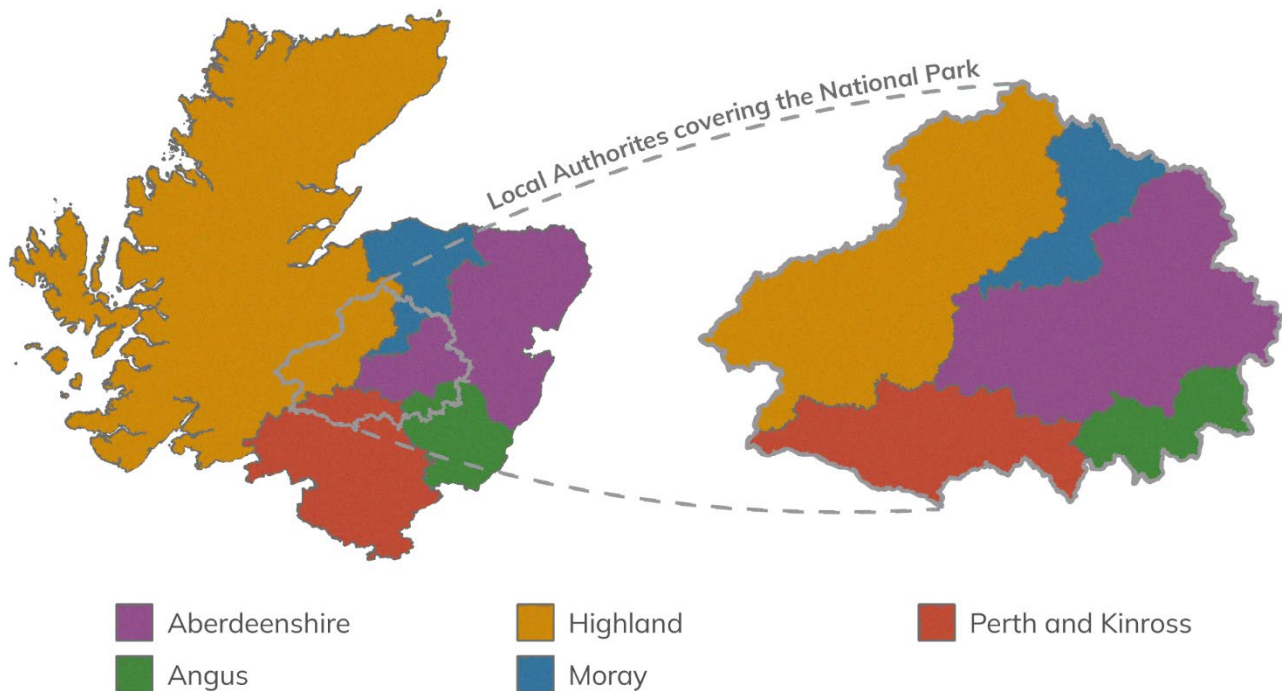 Local Authorites covering the National Park
Aberdeenshire
Highland
Perth and Kinross
Angus
Moray